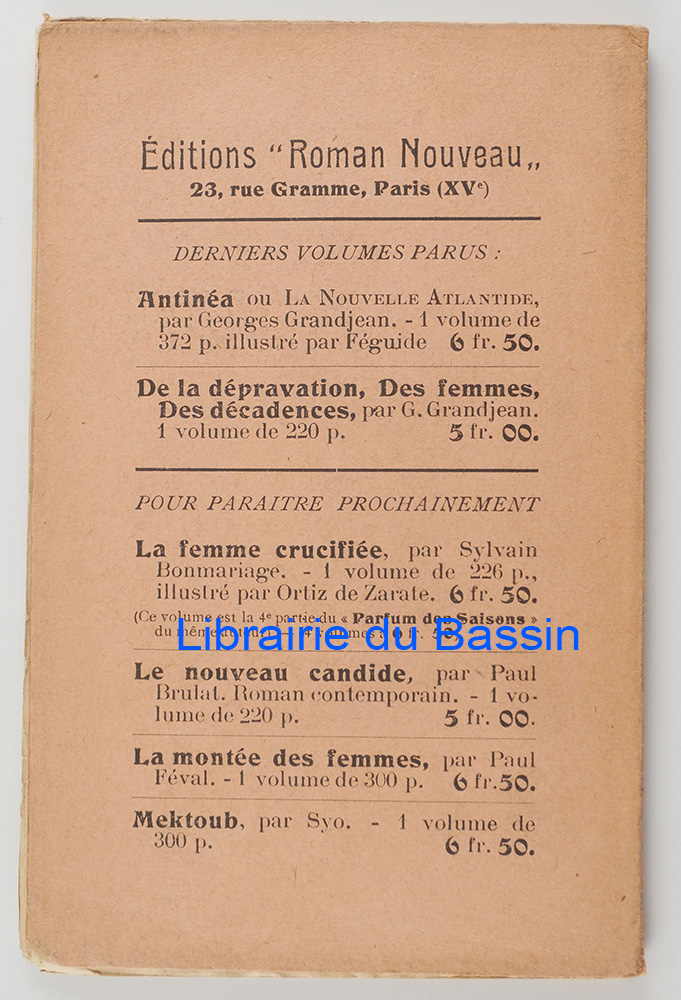 Éditions "Roman Nouveau„
23, rue Gramme, Paris (XVᵉ)
DERNIERS VOLUMES PARUS :
Antinéa ou LA NOUVELLE ATLANTIDE,
par Georges Grandjean. - 1 volume de
372 p. illustré par Féguide 6 fr. 50.
De la dépravation, Des femmes,
Des décadences, par G. Grandjean.
1 volume de 220 p. 5 fr. 00.
POUR PARAITRE PROCHAINEMENT
La femme crucifiée, par Sylvain
Bonmariage. - 1 volume de 226 p.,
illustré par Ortiz de Zarate. 6 fr. 50.
(Ce volume est la 4ᵉ partie du « Parfum des Saisons »
du même
Librairie du Bassin
Le nouveau candide, par Paul
Brulat. Roman contemporain. - 1 vo-
lume de 220 p. 5 fr. 00.
La montée des femmes, par Paul
Féval. - 1 volume de 300 p. 6 fr. 50.
Mektoub, par Syo. - 1 volume de
300 p. 6 fr. 50.